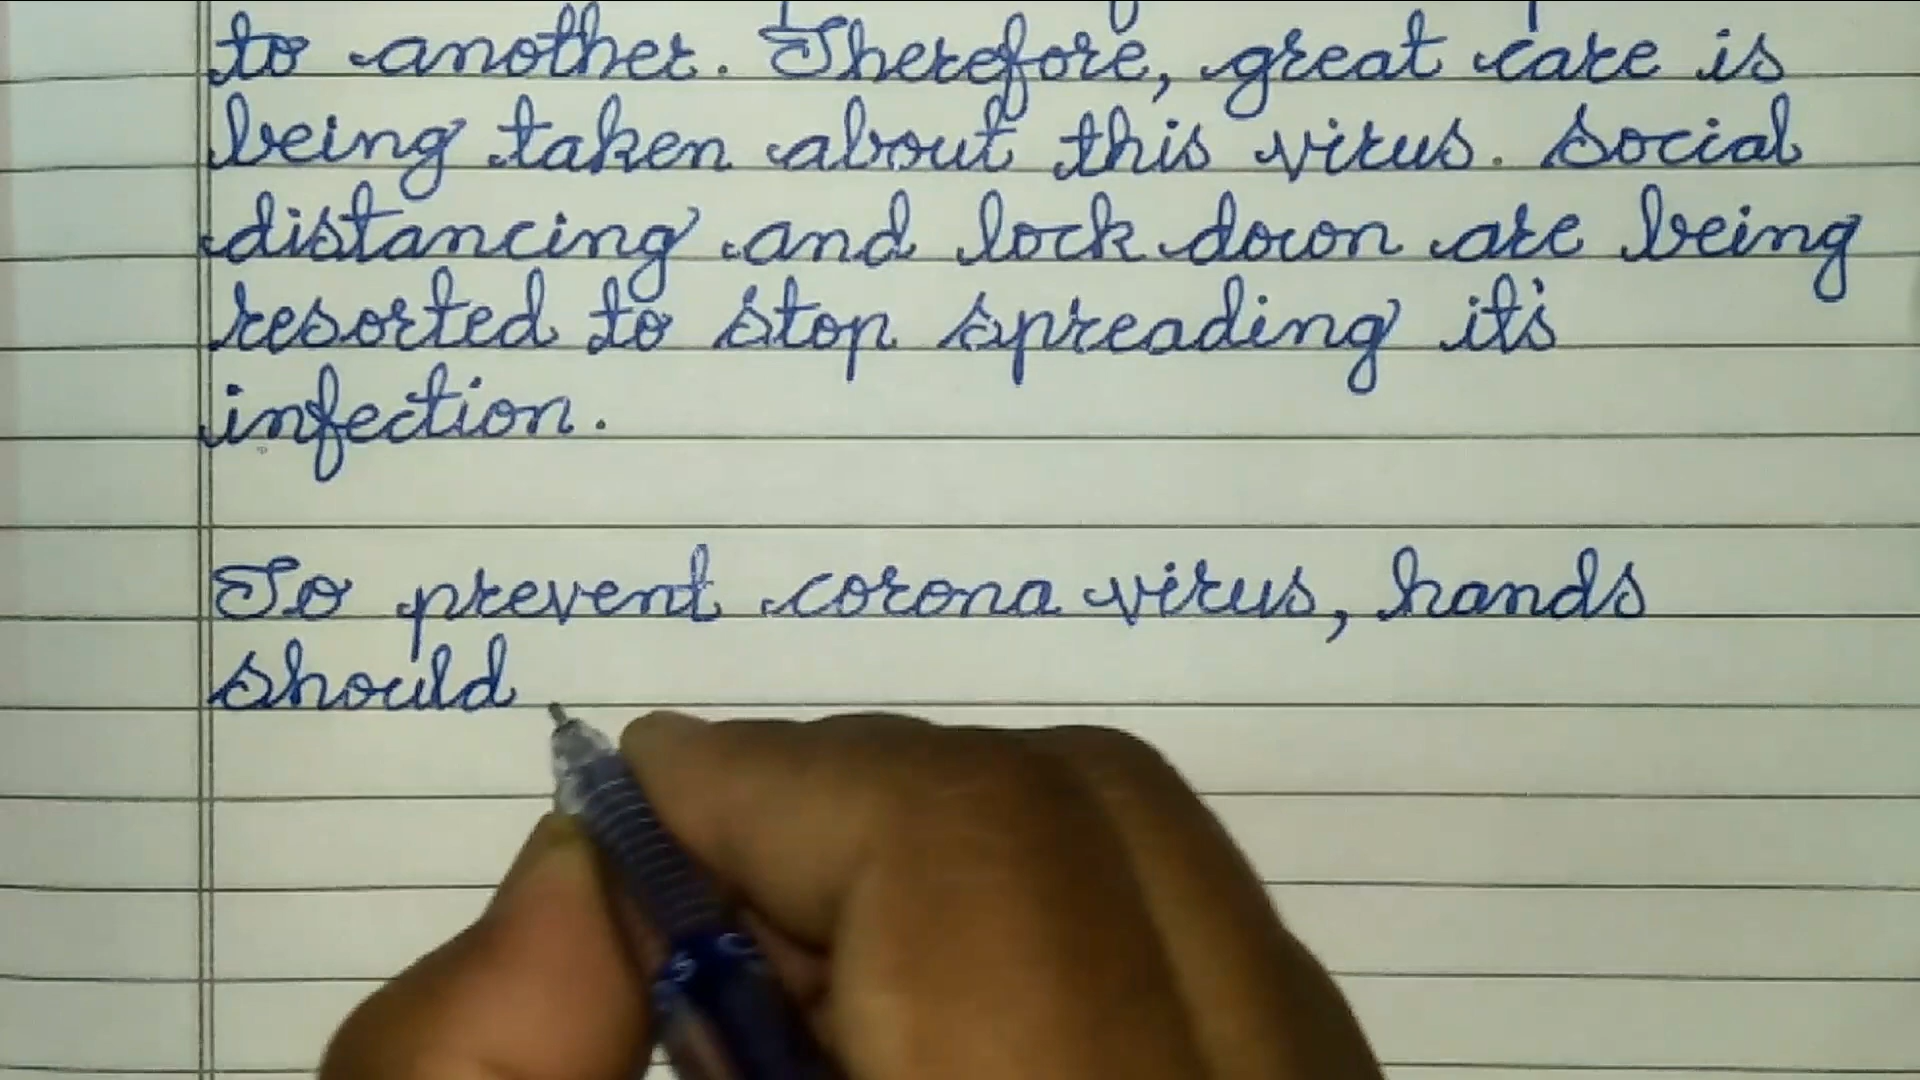 to another. Therefore, great care is
being taken about this virus. Social
distancing and lock down are being
resorted to stop spreading it's
infection.
To prevent corona virus, hands
should